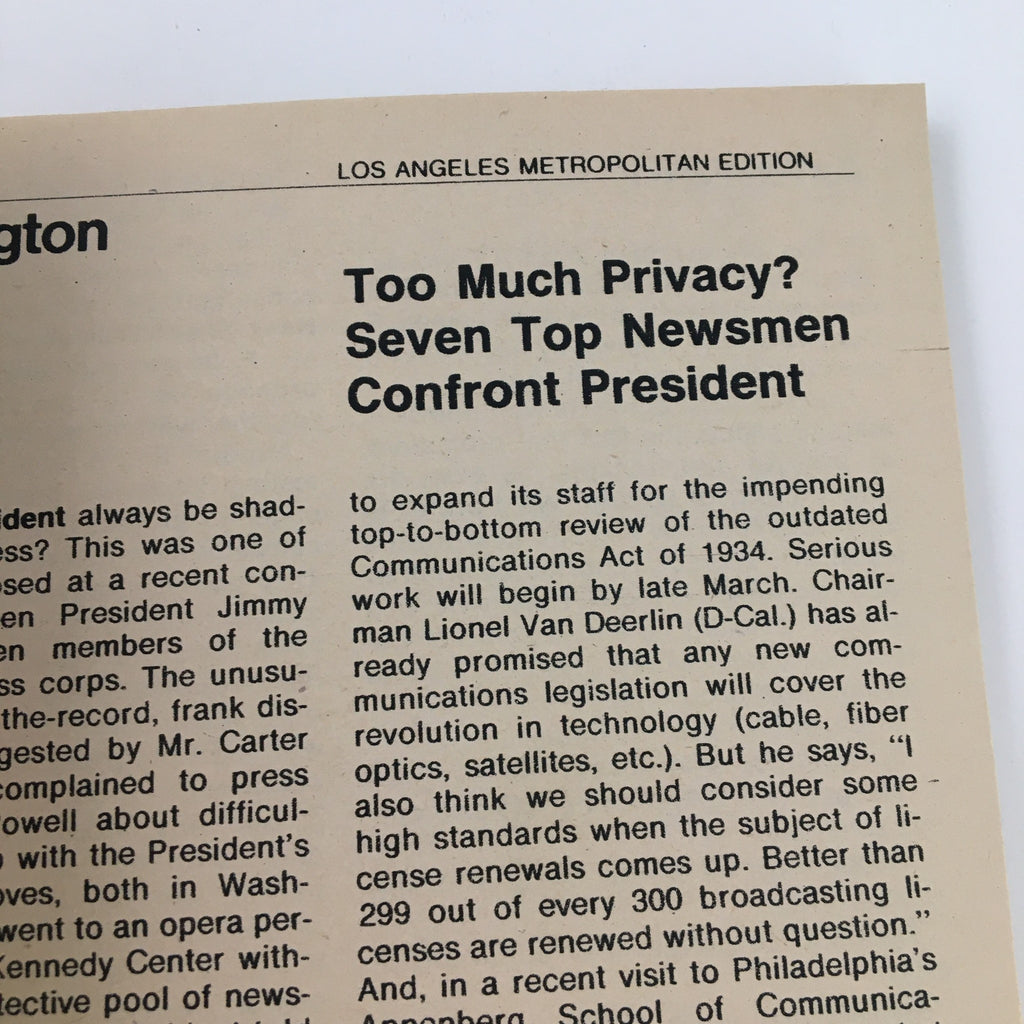 LOS ANGELES METROPOLITAN EDITION
gton
Too Much Privacy?
Seven Top Newsmen
Confront President
ident always be shad-
ess? This was one of
osed at a recent con-
en President Jimmy
en members of the
ss corps. The unusu-
the-record, frank dis-
gested by Mr. Carter
complained to press
owell about difficul-
with the President's
oves, both in Wash-
went to an opera per-
Kennedy Center with-
tective pool of news-
to expand its staff for the impending
top-to-bottom review of the outdated
Communications Act of 1934. Serious
work will begin by late March. Chair-
man Lionel Van Deerlin (D-Cal.) has al-
ready promised that any new com-
munications legislation will cover the
revolution in technology (cable, fiber
optics, satellites, etc.). But he says, “I
also think we should consider some
high standards when the subject of li-
cense renewals comes up. Better than
299 out of every 300 broadcasting li-
censes are renewed without question.”
And, in a recent visit to Philadelphia's
Annenberg School of Communica-